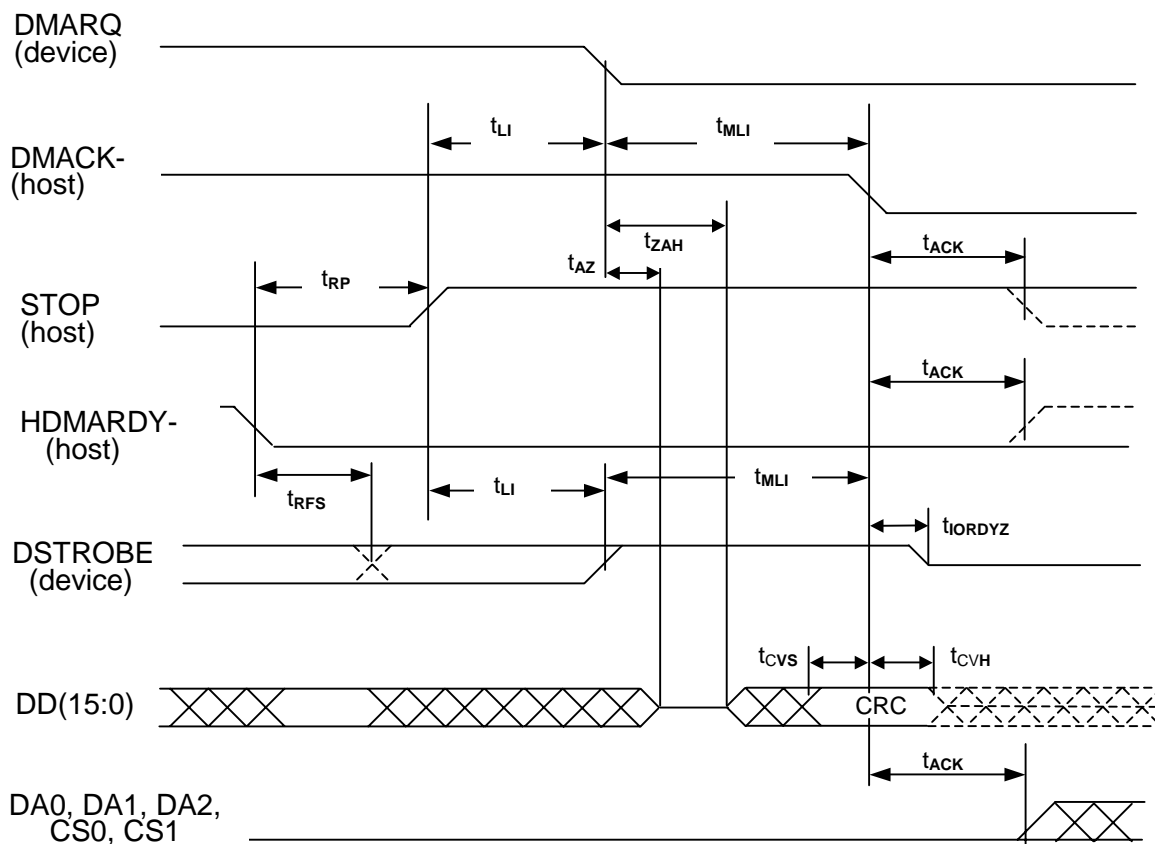 DMARQ
(device)
tLI
tMLI
DMACK-
(host)
tZAH
tACK
tAZ
tRP
STOP
(host)
tACK
HDMARDY-
(host)
tRFS
tLI
tMLI
tIORDYZ
DSTROBE
(device)
tCVS
tCVH
DD(15:0)
CRC
tACK
DA0, DA1, DA2,
CS0, CS1